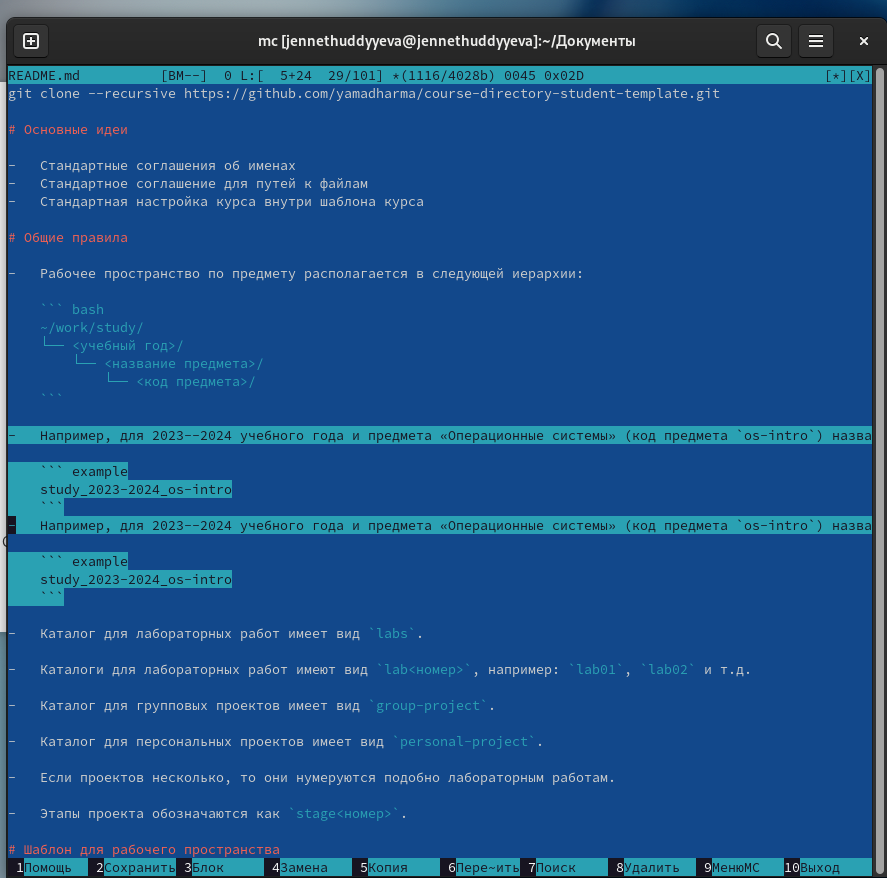 mc [jennethuddyyeva@jennethuddyyeva]:~/Документы
README.md          [BM--]  0 L:[  5+24  29/101] *(1116/4028b) 0045 0x02D                              [*][X]
git clone --recursive https://github.com/yamadharma/course-directory-student-template.git
# Основные идеи
-   Стандартные соглашения об именах
-   Стандартное соглашение для путей к файлам
-   Стандартная настройка курса внутри шаблона курса
# Общие правила
-   Рабочее пространство по предмету располагается в следующей иерархии:
    ``` bash
    ~/work/study/
    └── <учебный год>/
        └── <название предмета>/
            └── <код предмета>/
    ```
-   Например, для 2023--2024 учебного года и предмета «Операционные системы» (код предмета `os-intro`) назва
    ``` example
    study_2023-2024_os-intro
    ```
-   Например, для 2023--2024 учебного года и предмета «Операционные системы» (код предмета `os-intro`) назва
    ``` example
    study_2023-2024_os-intro
    ```
-   Каталог для лабораторных работ имеет вид `labs`.
-   Каталоги для лабораторных работ имеют вид `lab<номер>`, например: `lab01`, `lab02` и т.д.
-   Каталог для групповых проектов имеет вид `group-project`.
-   Каталог для персональных проектов имеет вид `personal-project`.
-   Если проектов несколько, то они нумеруются подобно лабораторным работам.
-   Этапы проекта обозначаются как `stage<номер>`.
# Шаблон для рабочего пространства
1Помощь 2Сохранить 3Блок 4Замена 5Копия 6Пере~ить 7Поиск 8Удалить 9МенюMC 10Выход